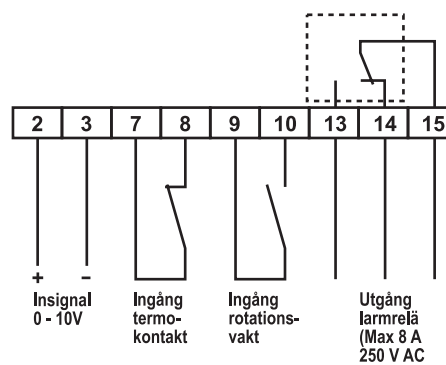 2 3 7 8 9 10 13 14 15
+ –
Insignal
0 - 10V
Ingång
termo-
kontakt
Ingång
rotations-
vakt
Utgång
larmrelä
(Max 8 A
250 V AC